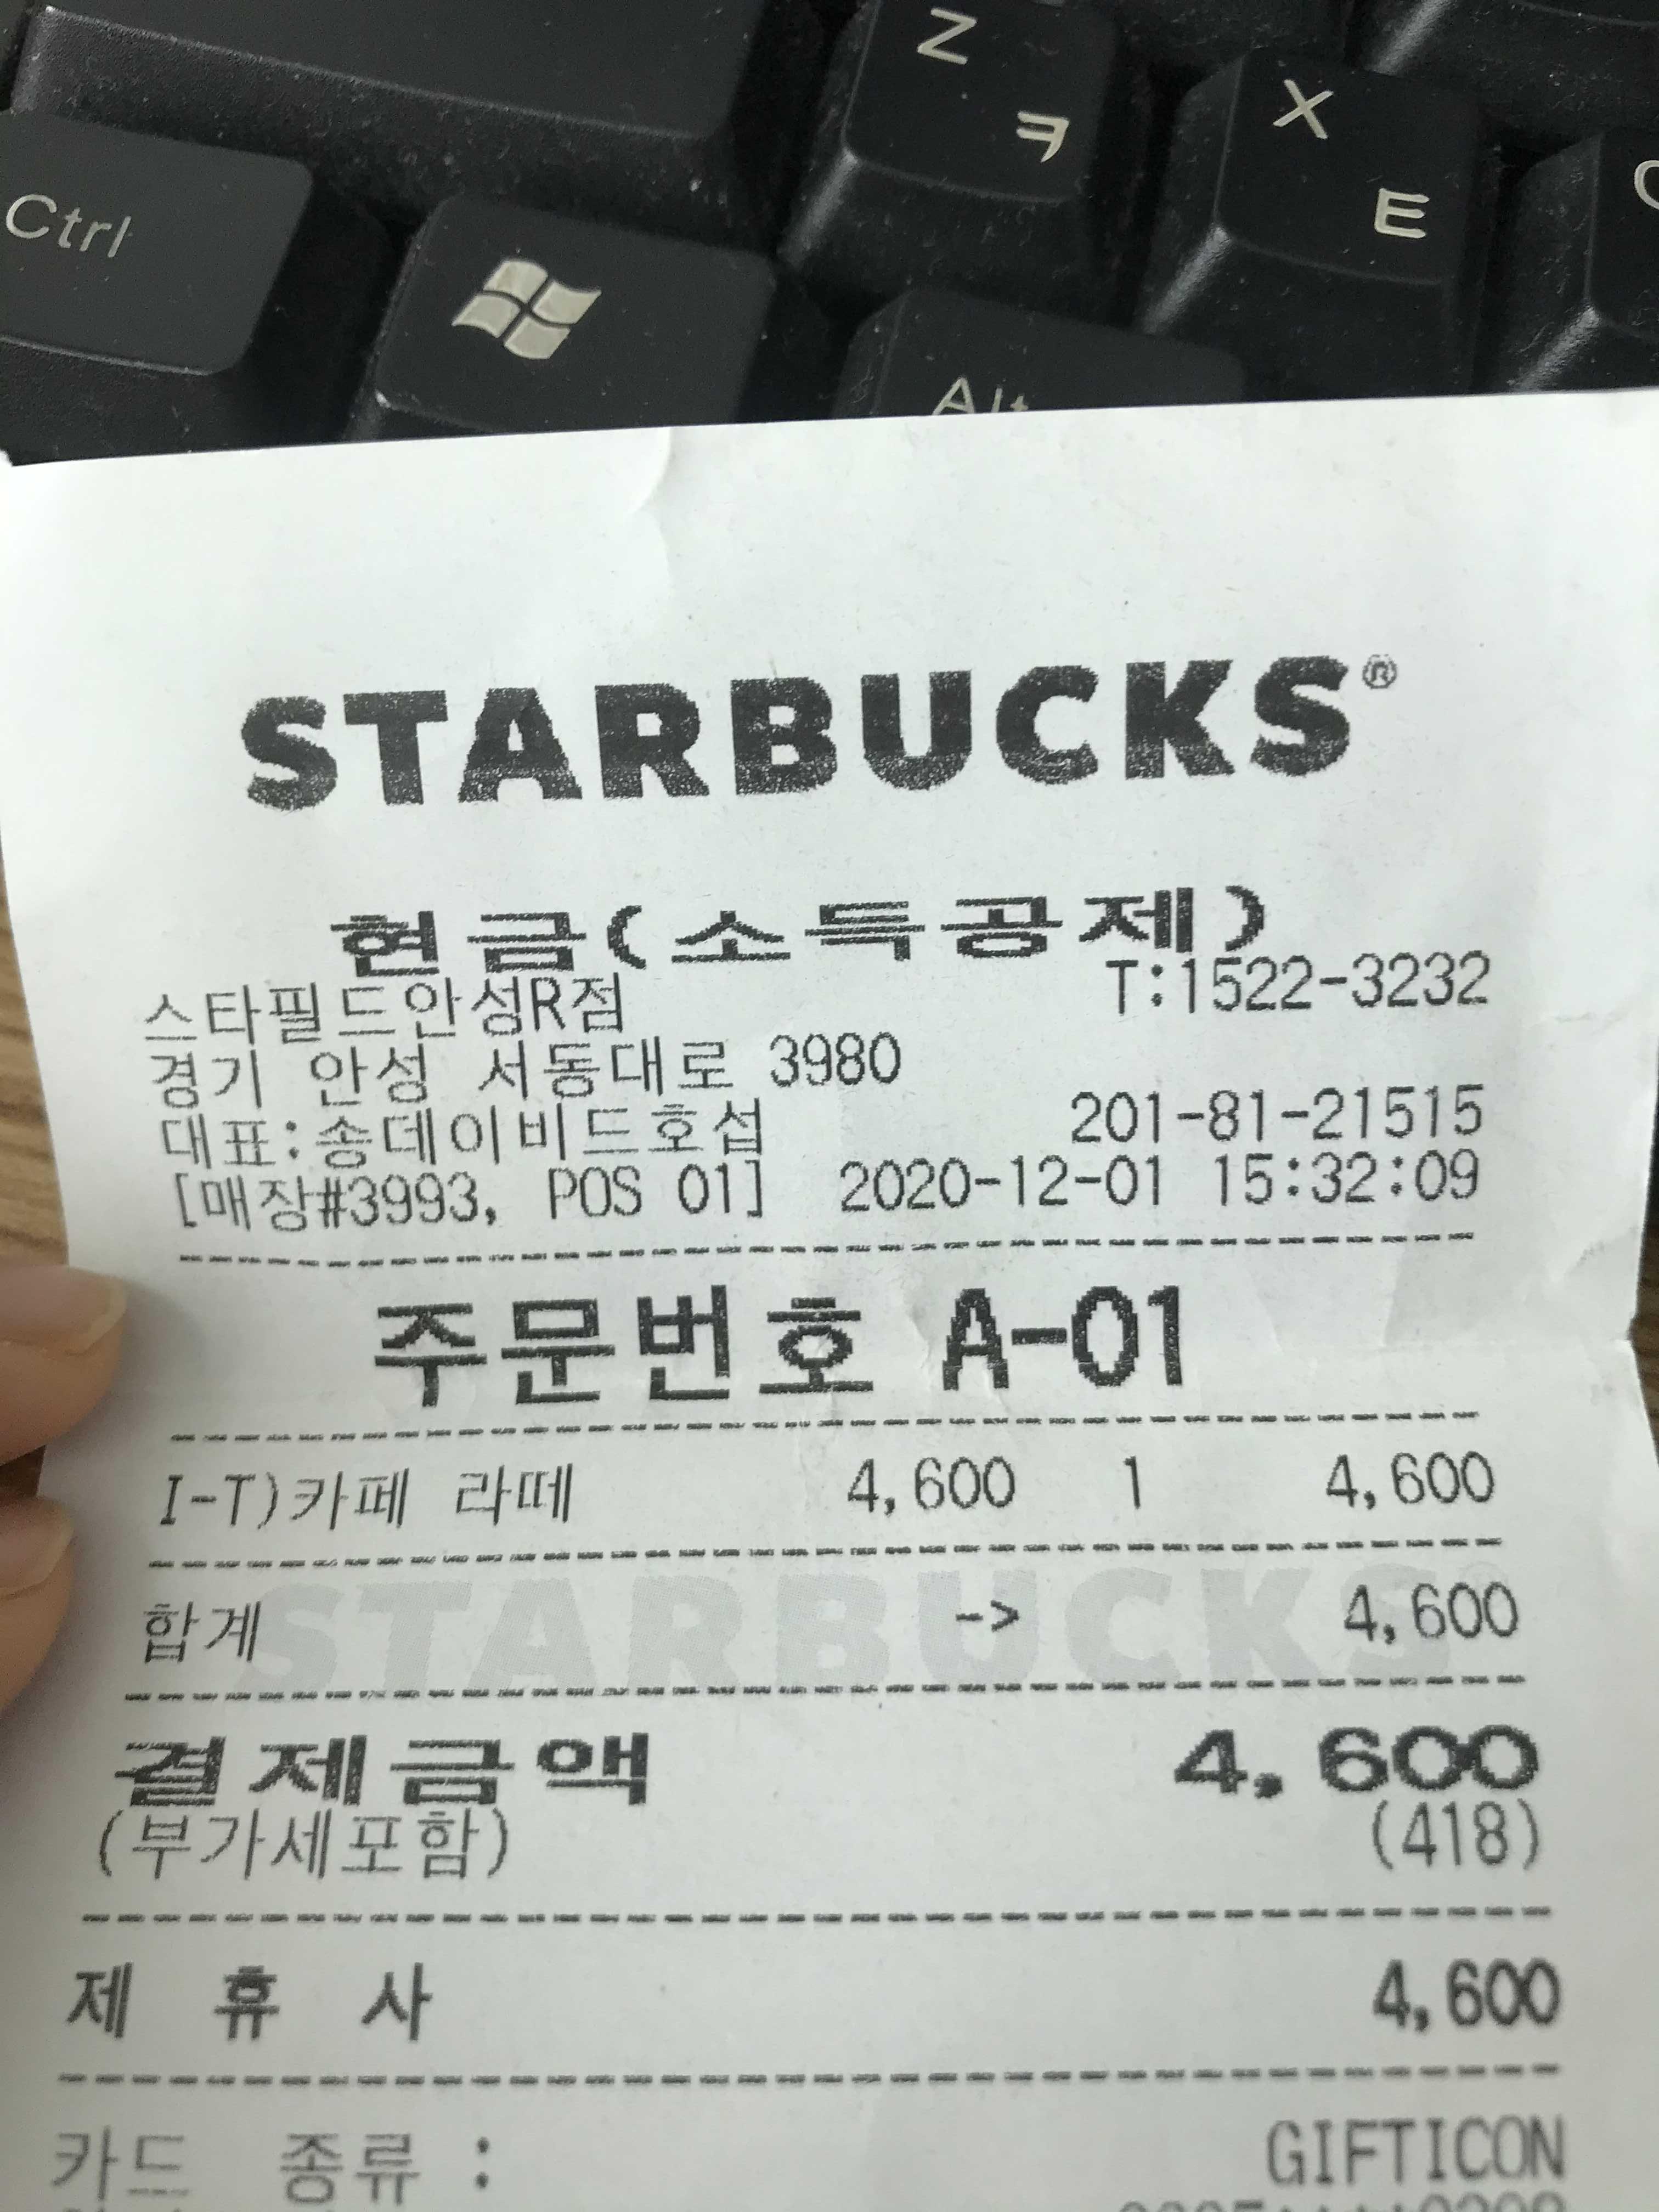 Z
ㅋ
X
ㅌ
Ctrl
Alt
STARBUCKS®
현금(소득공제)
스타필드안성R점 T:1522-3232
경기 안성 서동대로 3980
대표:송데이비드호섭 201-81-21515
[매장#3993, POS 01] 2020-12-01 15:32:09
주문번호 A-01
I-T)카페 라떼 4,600 1 4,600
STARBUCKS
합계 -> 4,600
결제금액 4,600
(부가세포함) (418)
제 휴 사 4,600
카드 종류 : GIFTICON